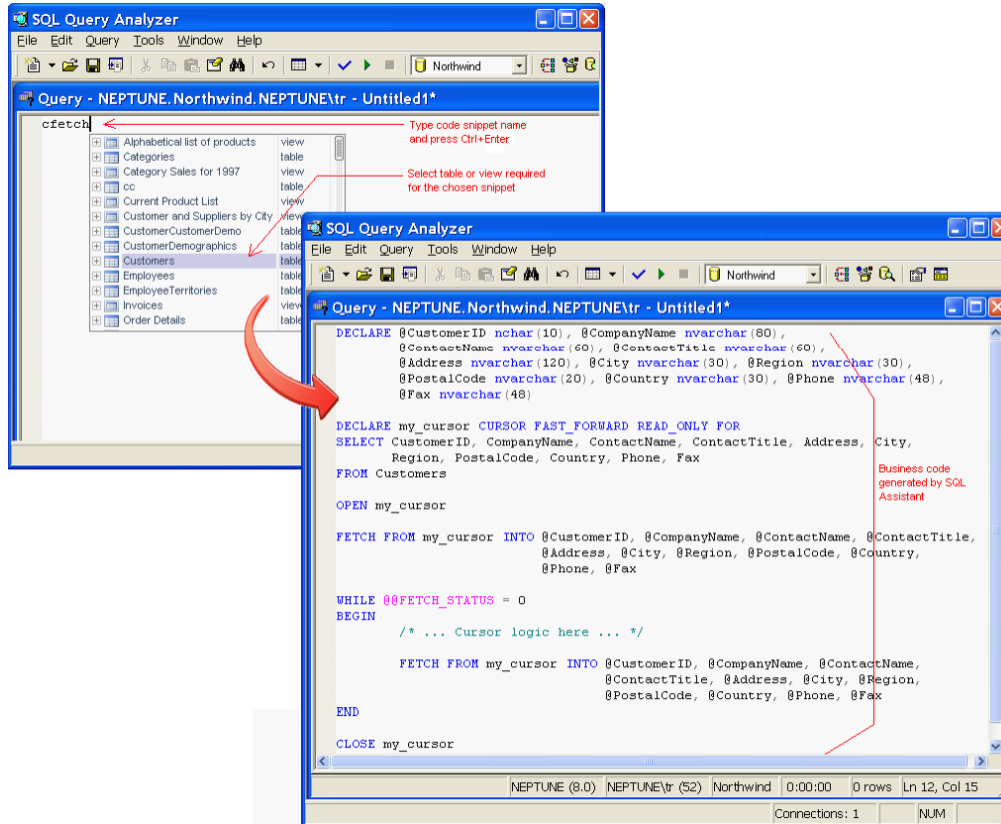 SQL Query Analyzer
File Edit Query Tools Window Help
Northwind
Query - NEPTUNE.Northwind.NEPTUNE\tr - Untitled1*
cfetch
Type code snippet name
and press Ctrl+Enter
Alphabetical list of products view
Categories table
Category Sales for 1997 view
cc table
Select table or view required
for the chosen snippet
Current Product List view
Customer and Suppliers by City view
CustomerCustomerDemo table
CustomerDemographics table
Customers table
Employees table
EmployeeTerritories table
Invoices view
Order Details table
SQL Query Analyzer
File Edit Query Tools Window Help
Northwind
Query - NEPTUNE.Northwind.NEPTUNE\tr - Untitled1*
DECLARE @CustomerID nchar(10), @CompanyName nvarchar(80),
@ContactName nvarchar(60), @ContactTitle nvarchar(60),
@Address nvarchar(120), @City nvarchar(30), @Region nvarchar(30),
@PostalCode nvarchar(20), @Country nvarchar(30), @Phone nvarchar(48),
@Fax nvarchar(48)
DECLARE my_cursor CURSOR FAST_FORWARD READ_ONLY FOR
SELECT CustomerID, CompanyName, ContactName, ContactTitle, Address, City,
Region, PostalCode, Country, Phone, Fax
FROM Customers
Business code
generated by SQL
Assistant
OPEN my_cursor
FETCH FROM my_cursor INTO @CustomerID, @CompanyName, @ContactName, @ContactTitle,
@Address, @City, @Region, @PostalCode, @Country,
@Phone, @Fax
WHILE @@FETCH_STATUS = 0
BEGIN
/* ... Cursor logic here ... */
FETCH FROM my_cursor INTO @CustomerID, @CompanyName, @ContactName,
@ContactTitle, @Address, @City, @Region,
@PostalCode, @Country, @Phone, @Fax
END
CLOSE my_cursor
NEPTUNE (8.0) NEPTUNE\tr (52) Northwind 0:00:00 0 rows Ln 12, Col 15
Connections: 1 NUM